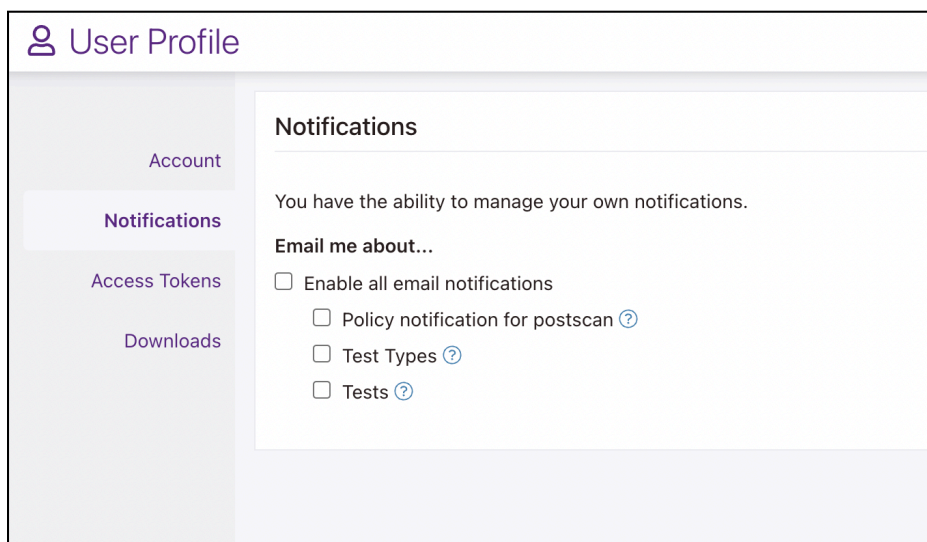 User Profile
Account
Notifications
Access Tokens
Downloads
Notifications
You have the ability to manage your own notifications.
Email me about...
Enable all email notifications
Policy notification for postscan ?
Test Types ?
Tests ?